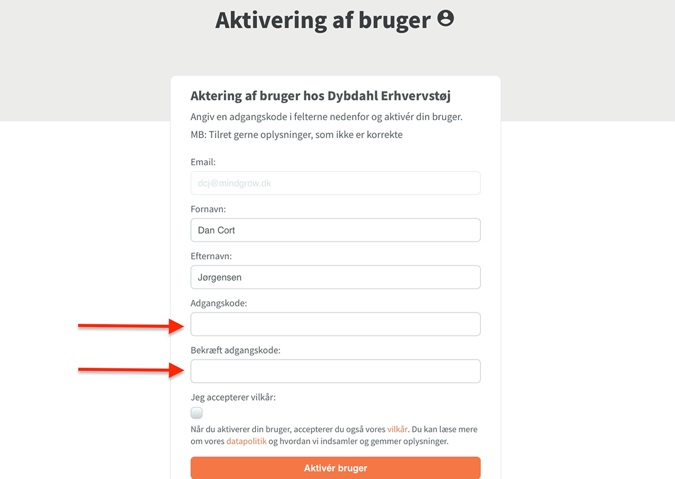 Aktivering af bruger
Aktering af bruger hos Dybdahl Erhvervstøj
Angiv en adgangskode i felterne nedenfor og aktivér din bruger.
MB: Tilret gerne oplysninger, som ikke er korrekte
Email:
dcj@mindgrow.dk
Fornavn:
Dan Cort
Efternavn:
Jørgensen
Adgangskode:
Bekræft adgangskode:
Jeg accepterer vilkår:
Når du aktiverer din bruger, accepterer du også vores vilkår. Du kan læse mere
om vores datapolitik og hvordan vi indsamler og gemmer oplysninger.
Aktivér bruger